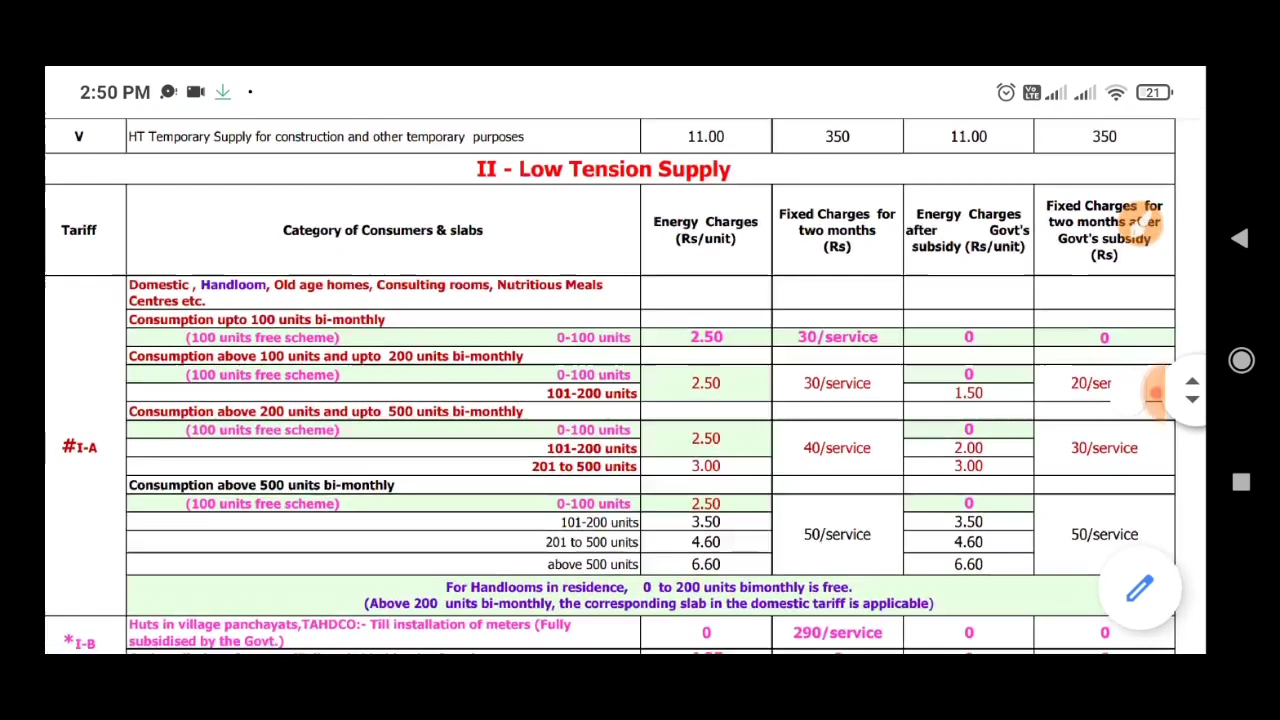 2:50 PM
21
V HT Temporary Supply for construction and other temporary purposes 11.00 350 11.00 350
II - Low Tension Supply
Tariff Category of Consumers & slabs Energy Charges (Rs/unit) Fixed Charges for two months (Rs) Energy Charges after Govt's subsidy (Rs/unit) Fixed Charges for two months after Govt's subsidy (Rs)
Domestic , Handloom, Old age homes, Consulting rooms, Nutritious Meals
Centres etc.
Consumption upto 100 units bi-monthly
(100 units free scheme) 0-100 units 2.50 30/service 0 0
Consumption above 100 units and upto 200 units bi-monthly
(100 units free scheme) 0-100 units 2.50 30/service 0 20/ser
101-200 units 1.50
Consumption above 200 units and upto 500 units bi-monthly
(100 units free scheme) 0-100 units 2.50 0
#I-A 101-200 units 40/service 2.00 30/service
201 to 500 units 3.00 3.00
Consumption above 500 units bi-monthly
(100 units free scheme) 0-100 units 2.50 0
101-200 units 3.50 50/service 3.50 50/service
201 to 500 units 4.60 4.60
above 500 units 6.60 6.60
For Handlooms in residence, 0 to 200 units bimonthly is free.
(Above 200 units bi-monthly, the corresponding slab in the domestic tariff is applicable)
*I-B Huts in village panchayats,TAHDCO:- Till installation of meters (Fully
subsidised by the Govt.) 0 290/service 0 0